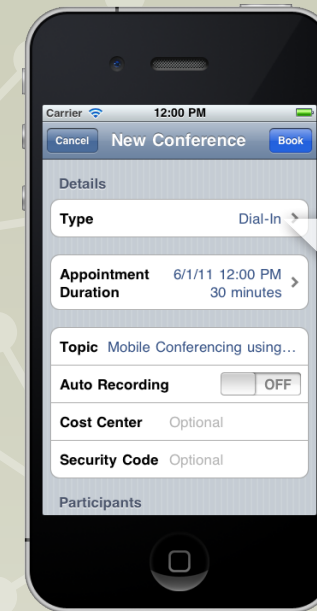 Carrier 12:00 PM
Cancel New Conference Book
Details
Type Dial-In
Appointment 6/1/11 12:00 PM
Duration 30 minutes
Topic Mobile Conferencing using...
Auto Recording OFF
Cost Center Optional
Security Code Optional
Participants